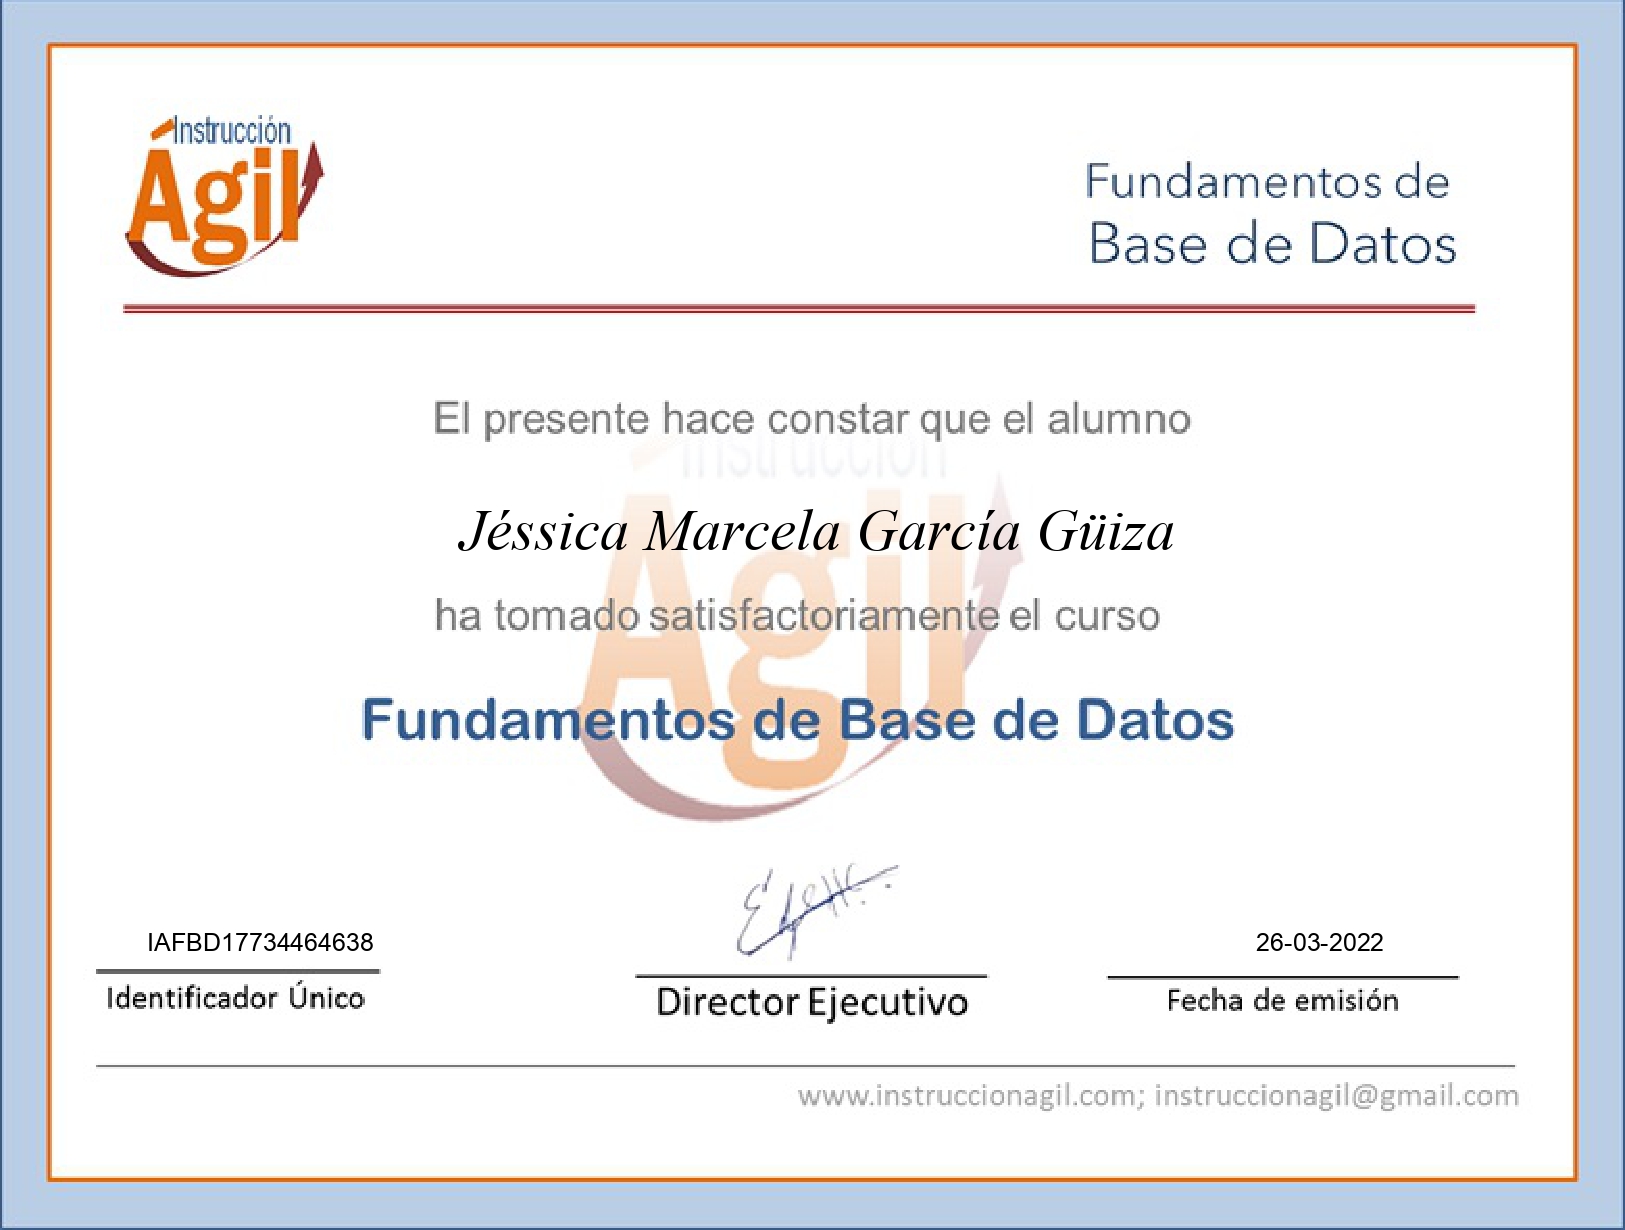 Instrucción
Ágil
Fundamentos de
Base de Datos
El presente hace constar que el alumno
Instrucción
Ágil
Jéssica Marcela García Güiza
ha tomado satisfactoriamente el curso
Fundamentos de Base de Datos
IAFBD17734464638
Identificador Único
Director Ejecutivo
26-03-2022
Fecha de emisión
www.instruccionagil.com; instruccionagil@gmail.com